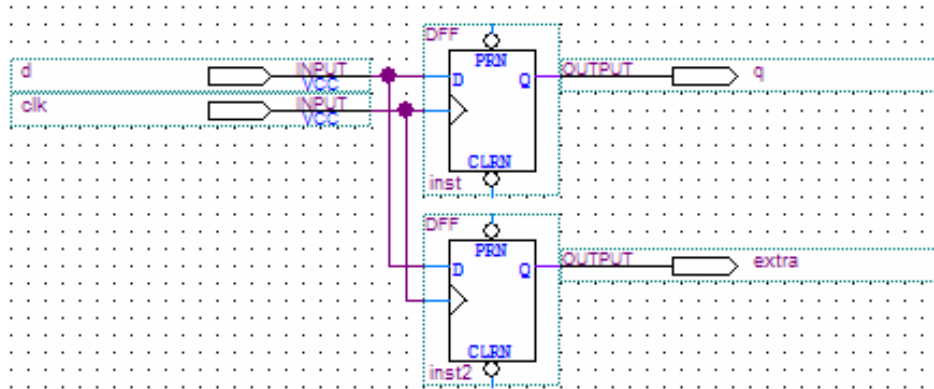 DFF
PRN
d INPUT D Q OUTPUT q
VCC
clk INPUT
VCC
CLRN
inst
DFF
PRN
D Q OUTPUT extra
CLRN
inst2